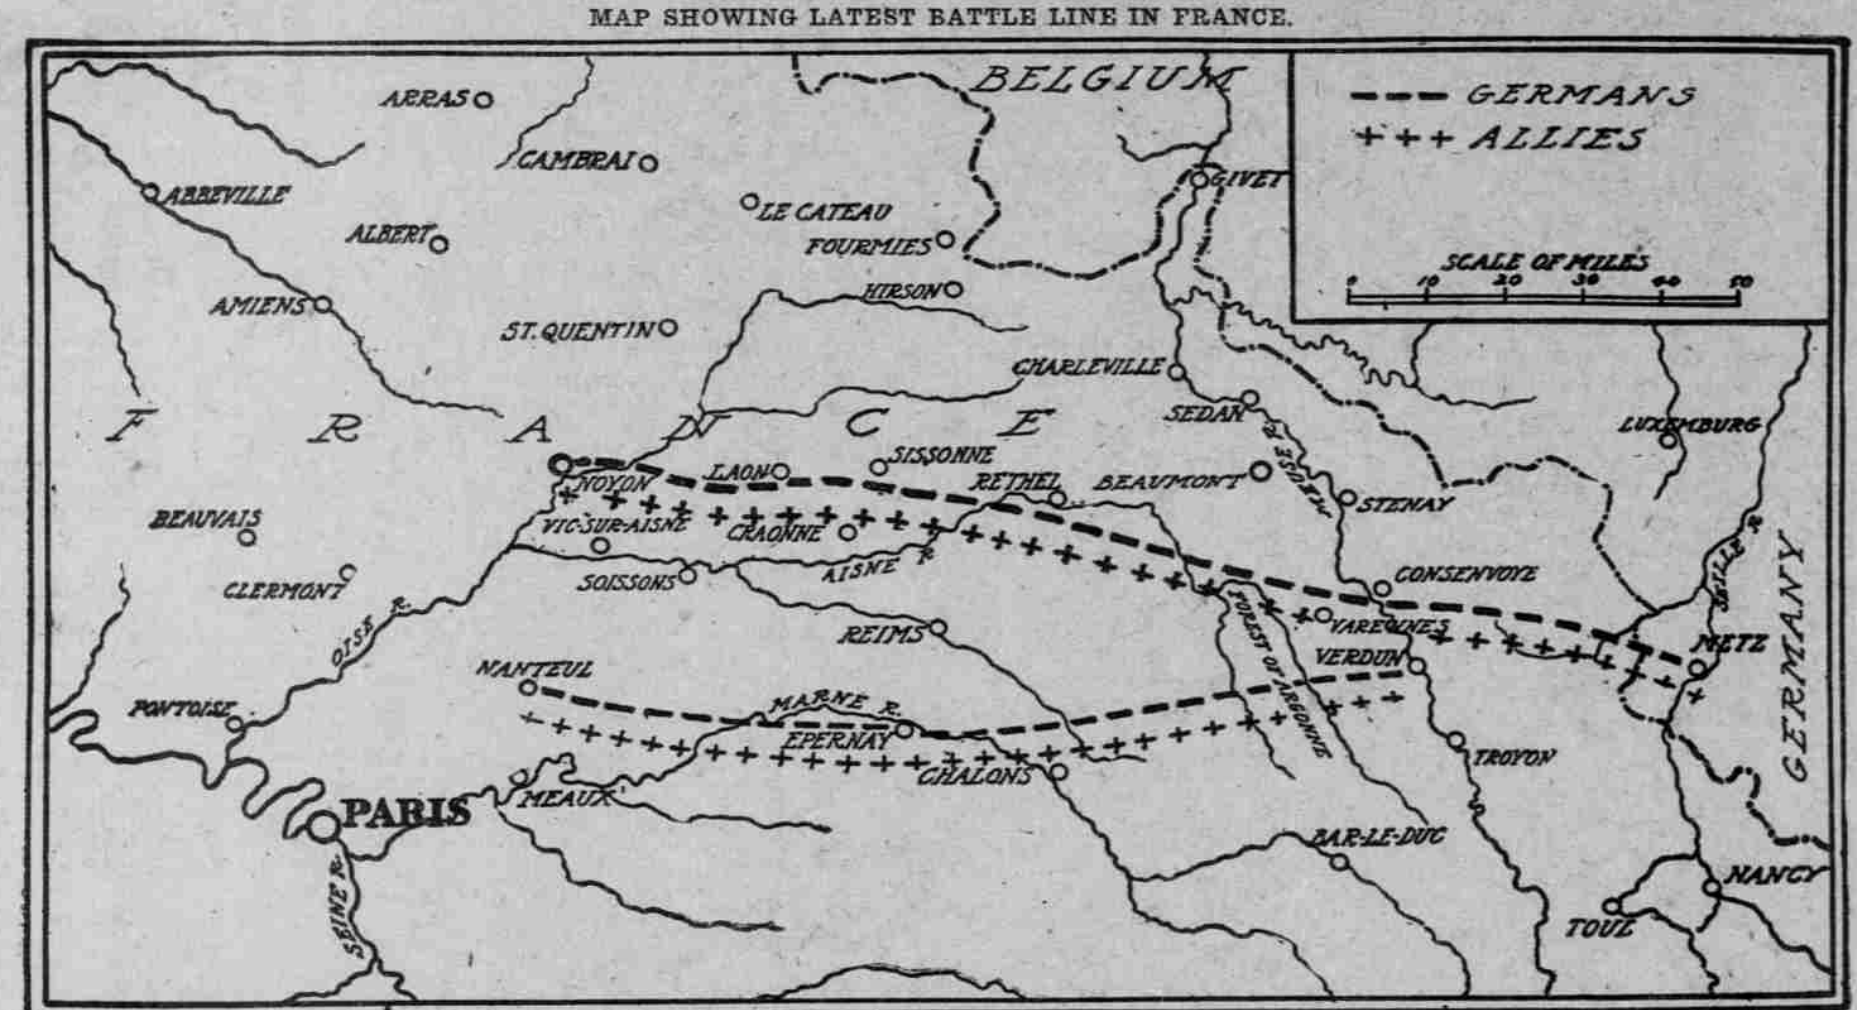 MAP SHOWING LATEST BATTLE LINE IN FRANCE.
BELGIUM
GERMANS
ALLIES
SCALE OF MILES
0 10 20 30 40 50
ARRAS
CAMBRAI
GIVET
ABBEVILLE
LE CATEAU
ALBERT
FOURMIES
HIRSON
AMIENS
ST. QUENTIN
CHARLEVILLE
SEDAN
LUXEMBURG
FRANCE
MEUSE R.
SISSONNE
LAON
NOYON
RETHEL
BEAUMONT
STENAY
BEAUVAIS
VIC-SUR-AISNE
CRAONNE
AISNE R
SOISSONS
CLERMONT
CONSENVOYE
SEILLE R.
GERMANY
OISE R.
REIMS
VARENNES
FOREST OF ARGONNE
VERDUN
METZ
NANTEUL
PONTOISE
MARNE R.
EPERNAY
CHALONS
TROYON
MEAUX
PARIS
BAR-LE-DUC
SEINE R.
NANCY
TOUL